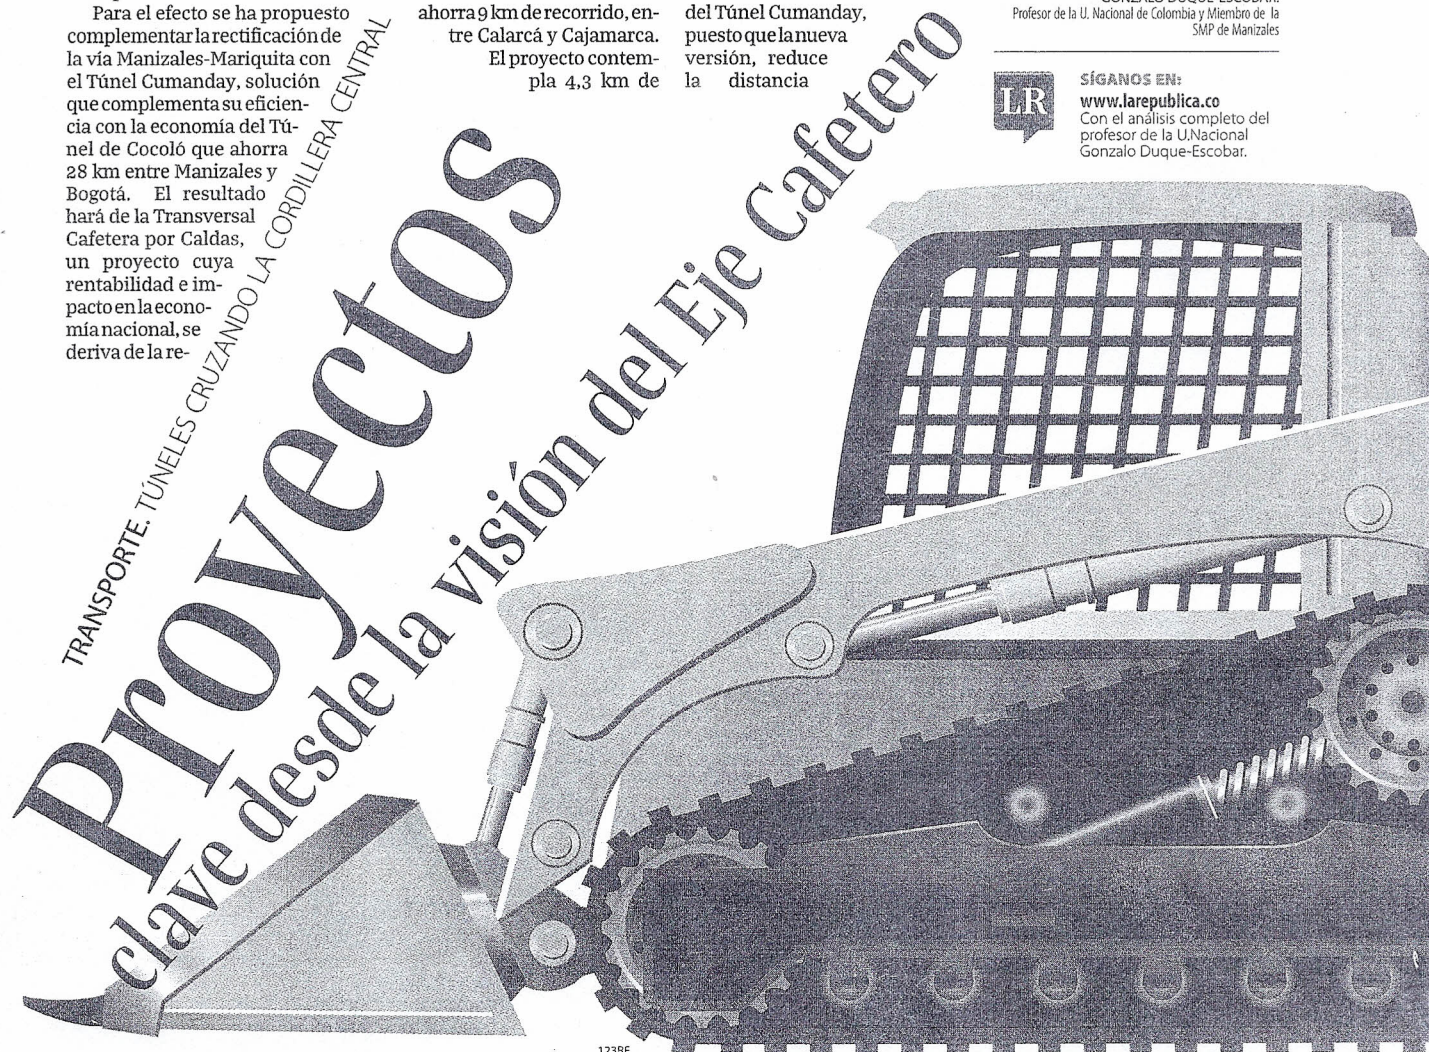 Para el efecto se ha propuesto
complementar la rectificación de
la vía Manizales-Mariquita con
el Túnel Cumanday, solución
que complementa su eficien-
cia con la economía del Tú-
nel de Cocoló que ahorra
28 km entre Manizales y
Bogotá. El resultado
hará de la Transversal
Cafetera por Caldas,
un proyecto cuya
rentabilidad e im-
pacto en la econo-
mía nacional, se
deriva de la re-
ahorra 9 km de recorrido, en-
tre Calarcá y Cajamarca.
El proyecto contem-
pla 4,3 km de
del Túnel Cumanday,
puesto que la nueva
versión, reduce
la distancia
GONZALO DUQUE-ESCOBAR.
Profesor de la U. Nacional de Colombia y Miembro de la
SMP de Manizales
LR
SÍGANOS EN:
www.larepublica.co
Con el análisis completo del
profesor de la U.Nacional
Gonzalo Duque-Escobar.
TRANSPORTE. TÚNELES CRUZANDO LA CORDILLERA CENTRAL
Proyectos
clave desde la visión del Eje Cafetero